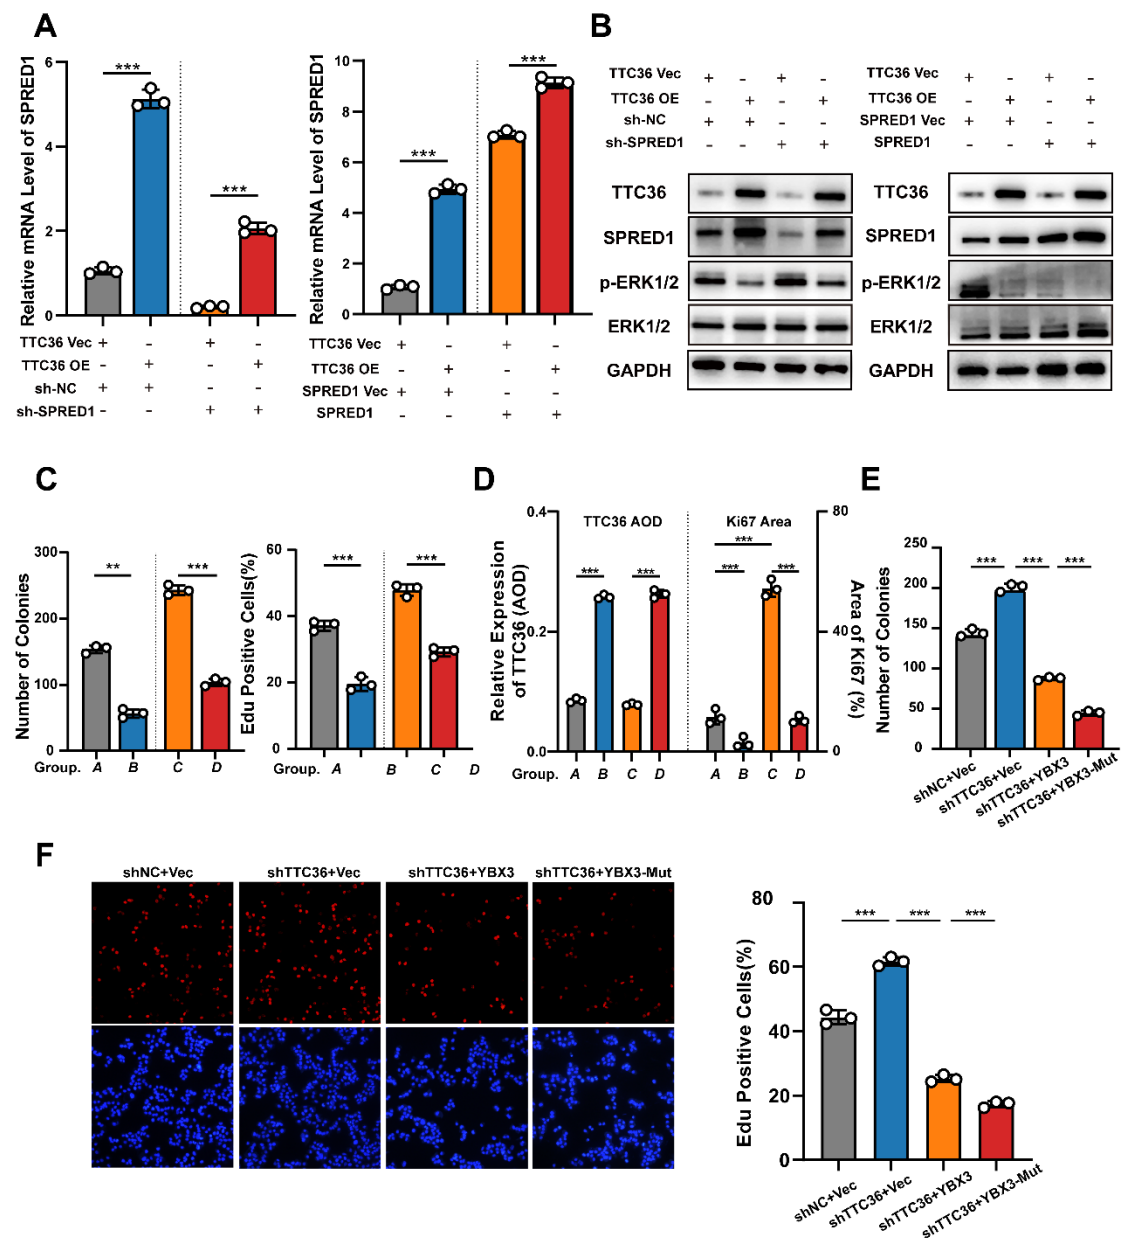 A
Relative mRNA Level of SPRED1
6
4
2
0
***
***
TTC36 Vec + - + -
TTC36 OE - + - +
sh-NC + + - -
sh-SPRED1 - - + +
Relative mRNA Level of SPRED1
10
8
6
4
2
0
***
***
TTC36 Vec + - + -
TTC36 OE - + - +
SPRED1 Vec + + - -
SPRED1 - - + +
B
TTC36 Vec + - + -
TTC36 OE - + - +
sh-NC + + - -
sh-SPRED1 - - + +
TTC36
SPRED1
p-ERK1/2
ERK1/2
GAPDH
TTC36 Vec + - + -
TTC36 OE - + - +
SPRED1 Vec + + - -
SPRED1 - - + +
TTC36
SPRED1
p-ERK1/2
ERK1/2
GAPDH
C
Number of Colonies
300
200
100
0
**
***
Group. A B C D
Edu Positive Cells(%)
60
40
20
0
***
***
Group. A B C D
D
Relative Expression
of TTC36 (AOD)
0.4
0.2
0.0
TTC36 AOD
Ki67 Area
***
***
***
***
***
80
40
0
Area of Ki67 (%)
Group. A B C D A B C D
E
Number of Colonies
250
200
150
100
50
0
*** *** ***
shNC+Vec
shTTC36+Vec
shTTC36+YBX3
shTTC36+YBX3-Mut
F
shNC+Vec shTTC36+Vec shTTC36+YBX3 shTTC36+YBX3-Mut
Edu Positive Cells(%)
80
60
40
20
0
*** *** ***
shNC+Vec
shTTC36+Vec
shTTC36+YBX3
shTTC36+YBX3-Mut